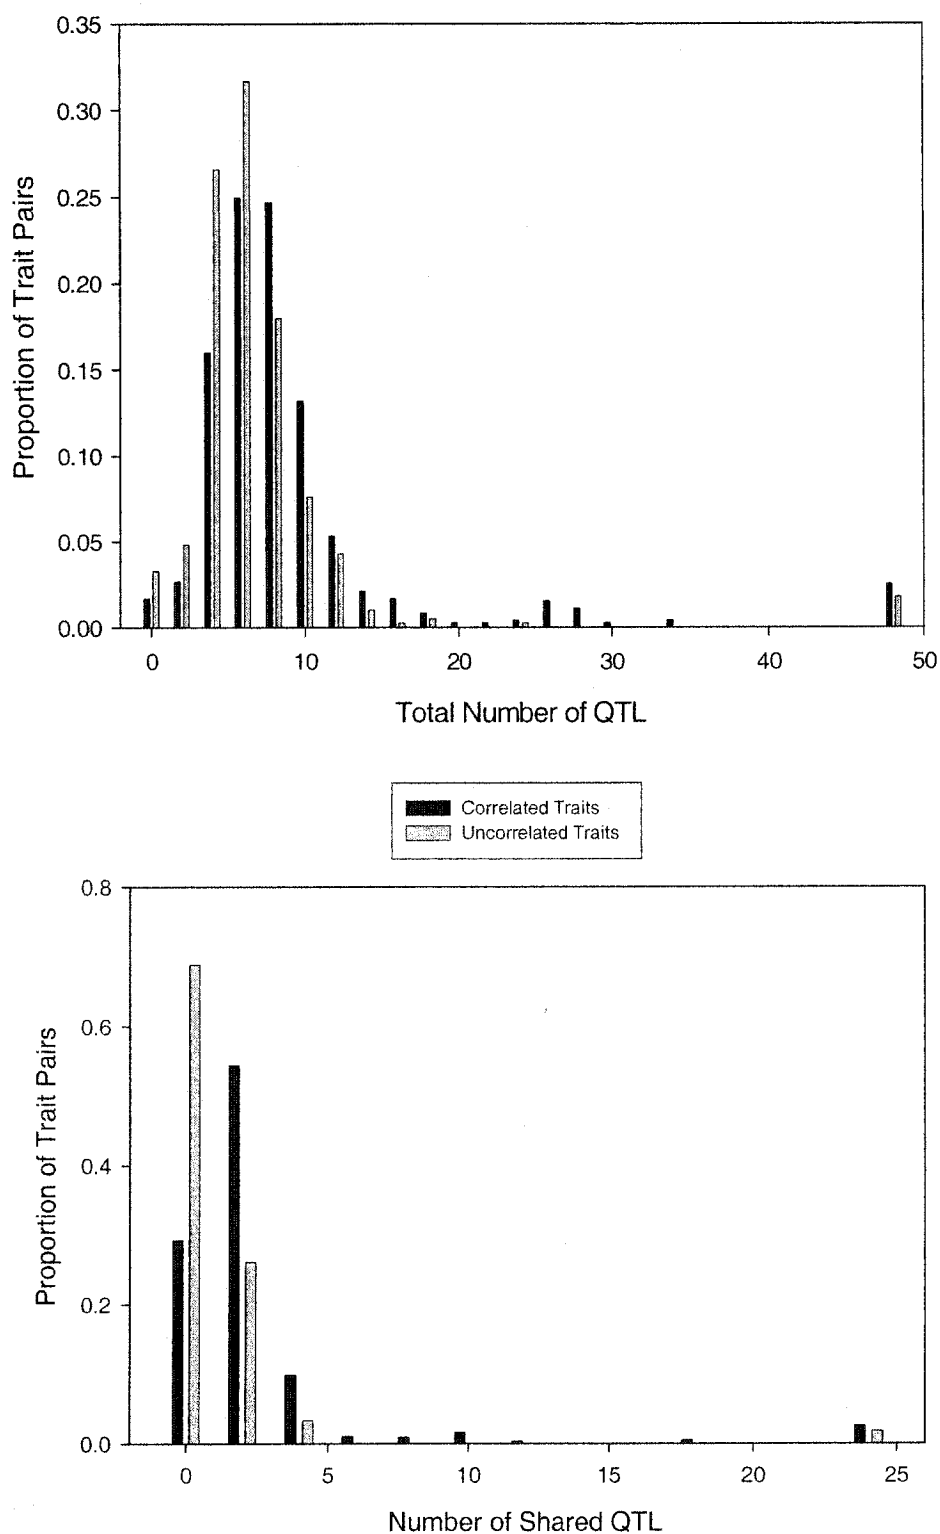 0.35
0.30
0.25
0.20
0.15
0.10
0.05
0.00
Proportion of Trait Pairs
0 10 20 30 40 50
Total Number of QTL
Correlated Traits
Uncorrelated Traits
0.8
0.6
0.4
0.2
0.0
Proportion of Trait Pairs
0 5 10 15 20 25
Number of Shared QTL